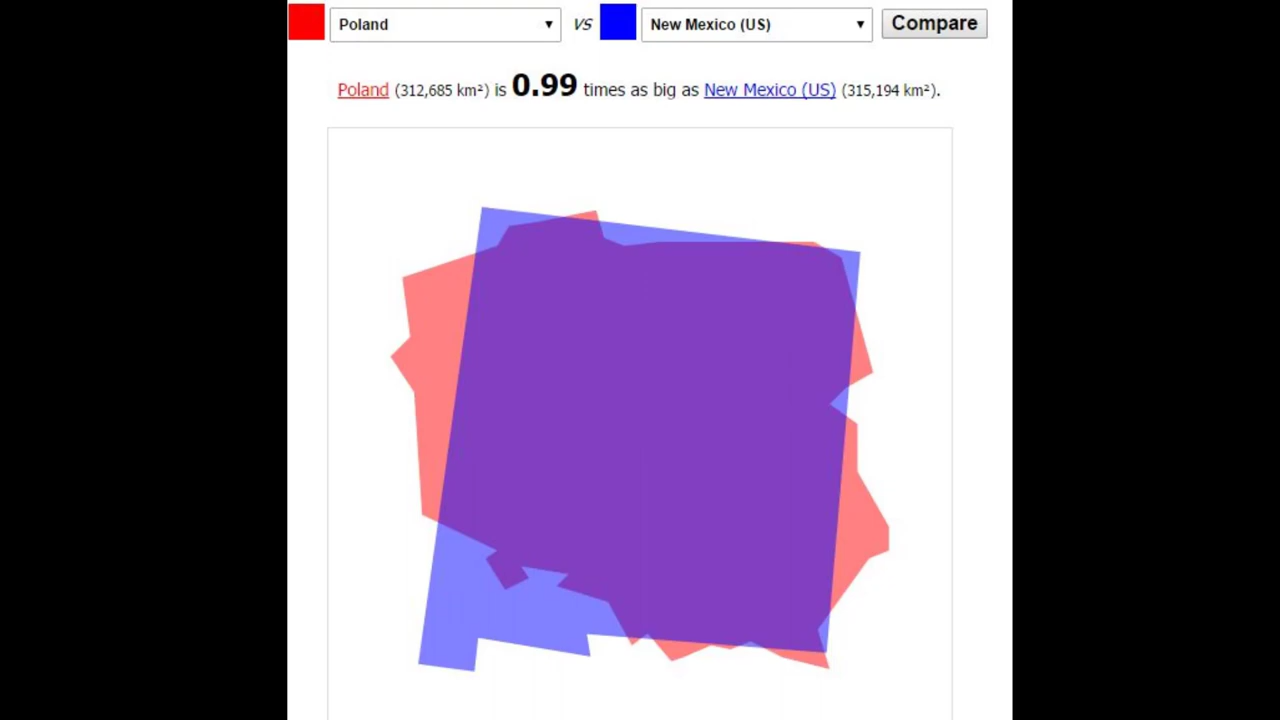 Poland VS New Mexico (US) Compare
Poland (312,685 km²) is 0.99 times as big as New Mexico (US) (315,194 km²).